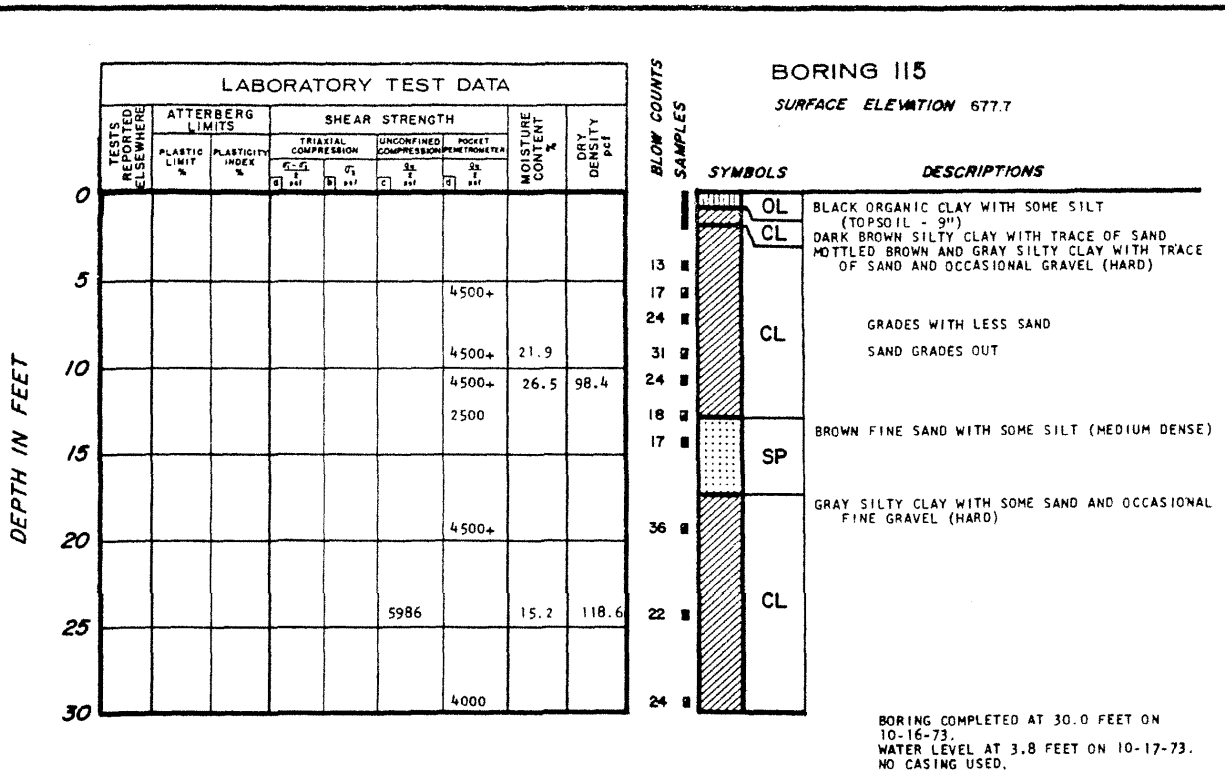 LABORATORY TEST DATA
TESTS REPORTED ELSEWHERE
ATTERBERG LIMITS
PLASTIC LIMIT %
PLASTICITY INDEX %
SHEAR STRENGTH
TRIAXIAL COMPRESSION
a psf
b psf
UNCONFINED COMPRESSION
c psf
POCKET PENETROMETER
d psf
MOISTURE CONTENT %
DRY DENSITY pcf
BLOW COUNTS
SAMPLES
BORING 115
SURFACE ELEVATION 677.7
SYMBOLS
DESCRIPTIONS
DEPTH IN FEET
0
OL BLACK ORGANIC CLAY WITH SOME SILT
(TOPSOIL - 9")
CL DARK BROWN SILTY CLAY WITH TRACE OF SAND
MOTTLED BROWN AND GRAY SILTY CLAY WITH TRACE
OF SAND AND OCCASIONAL GRAVEL (HARD)
13
5
4500+ 17
24 GRADES WITH LESS SAND
CL
4500+ 21.9 31 SAND GRADES OUT
10
4500+ 26.5 98.4 24
2500 18
BROWN FINE SAND WITH SOME SILT (MEDIUM DENSE)
17
15
SP
GRAY SILTY CLAY WITH SOME SAND AND OCCASIONAL
FINE GRAVEL (HARD)
4500+ 36
20
CL
5986 15.2 118.6 22
25
4000 24
30
BORING COMPLETED AT 30.0 FEET ON
10-16-73.
WATER LEVEL AT 3.8 FEET ON 10-17-73.
NO CASING USED.